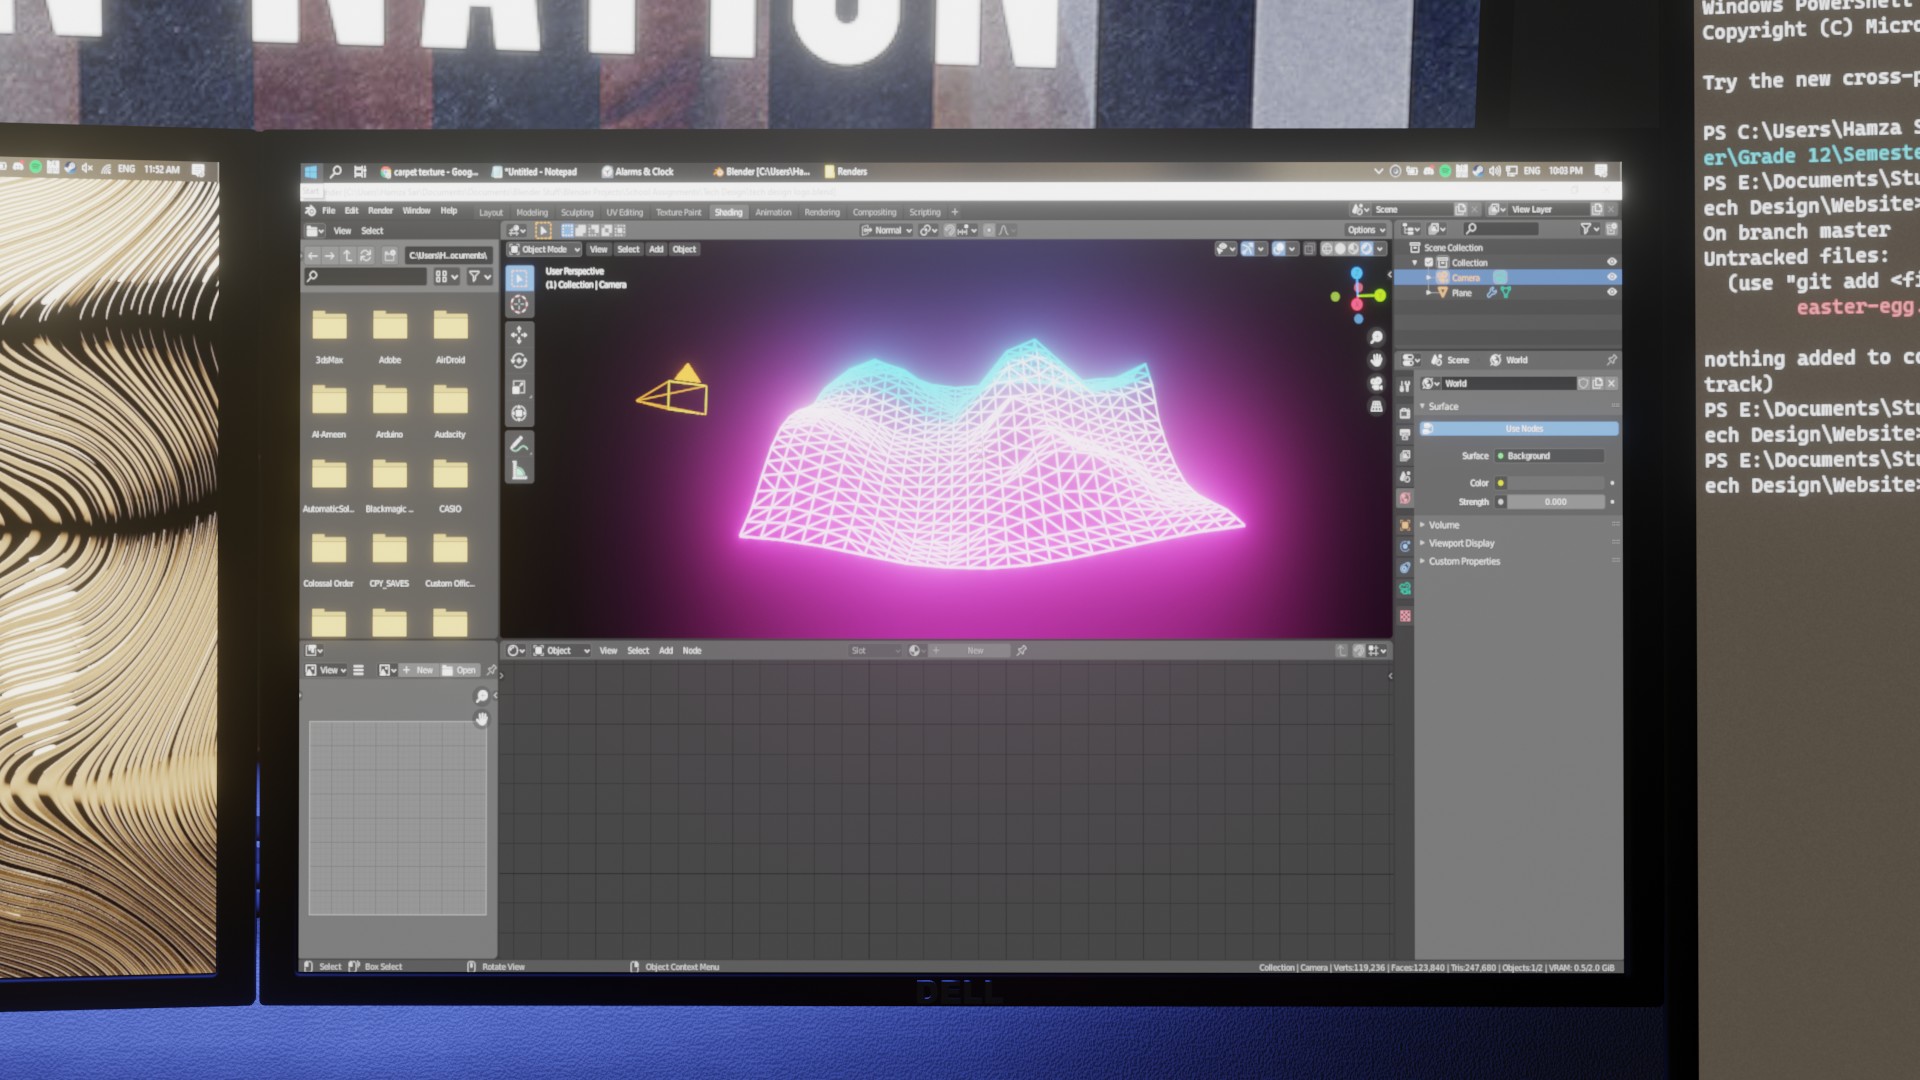 N NATION
ENG 11:52 AM
carpet texture - Goog... *Untitled - Notepad Alarms & Clock Blender [C:\Users\Ha... Renders ENG 10:03 PM
File Edit Render Window Help Layout Modeling Sculpting UV Editing Texture Paint Shading Animation Rendering Compositing Scripting + Scene View Layer
View Select Normal Options
C:\Users\H...ocuments\ Object Mode View Select Add Object
User Perspective
(1) Collection | Camera
3dsMax Adobe AirDroid
Al-Ameen Arduino Audacity
AutomaticSol... Blackmagic ... CASIO
Colossal Order CPY_SAVES Custom Offic...
Scene Collection
Collection
Camera
Plane
Scene World
World
Surface
Use Nodes
Surface Background
Color
Strength 0.000
Volume
Viewport Display
Custom Properties
Object View Select Add Node Slot New
View New Open
Select Box Select Rotate View Object Context Menu Collection | Camera | Verts:119,236 | Faces:123,840 | Tris:247,680 | Objects:1/2 | VRAM: 0.5/2.0 GiB
DELL
Windows PowerShell
Copyright (C) Micro
Try the new cross-p
PS C:\Users\Hamza S
er\Grade 12\Semeste
PS E:\Documents\Stu
ech Design\Website>
On branch master
Untracked files:
(use "git add <fi
easter-egg.
nothing added to co
track)
PS E:\Documents\Stu
ech Design\Website>
PS E:\Documents\Stu
ech Design\Website>